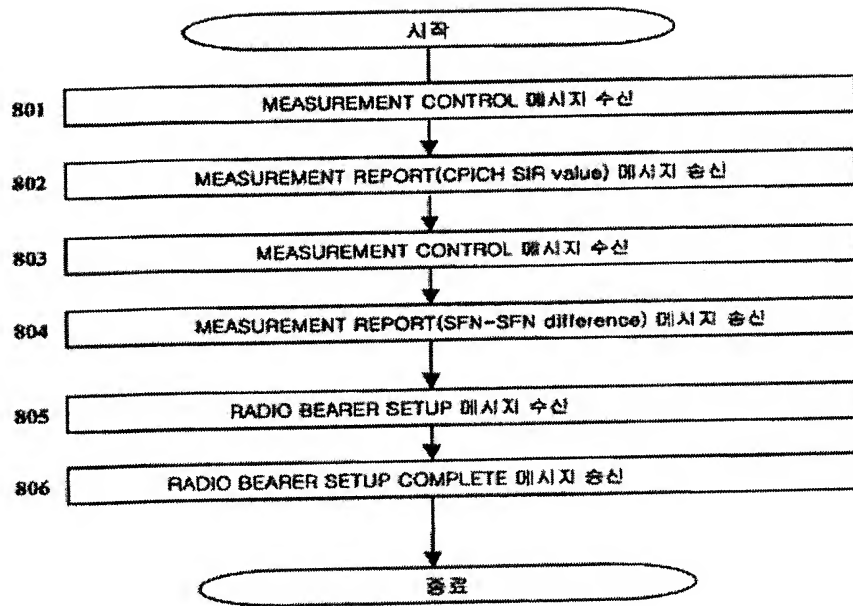 시작
801 MEASUREMENT CONTROL 메시지 수신
802 MEASUREMENT REPORT(CPICH SIR value) 메시지 송신
803 MEASUREMENT CONTROL 메시지 수신
804 MEASUREMENT REPORT(SFN-SFN difference) 메시지 송신
805 RADIO BEARER SETUP 메시지 수신
806 RADIO BEARER SETUP COMPLETE 메시지 송신
종료